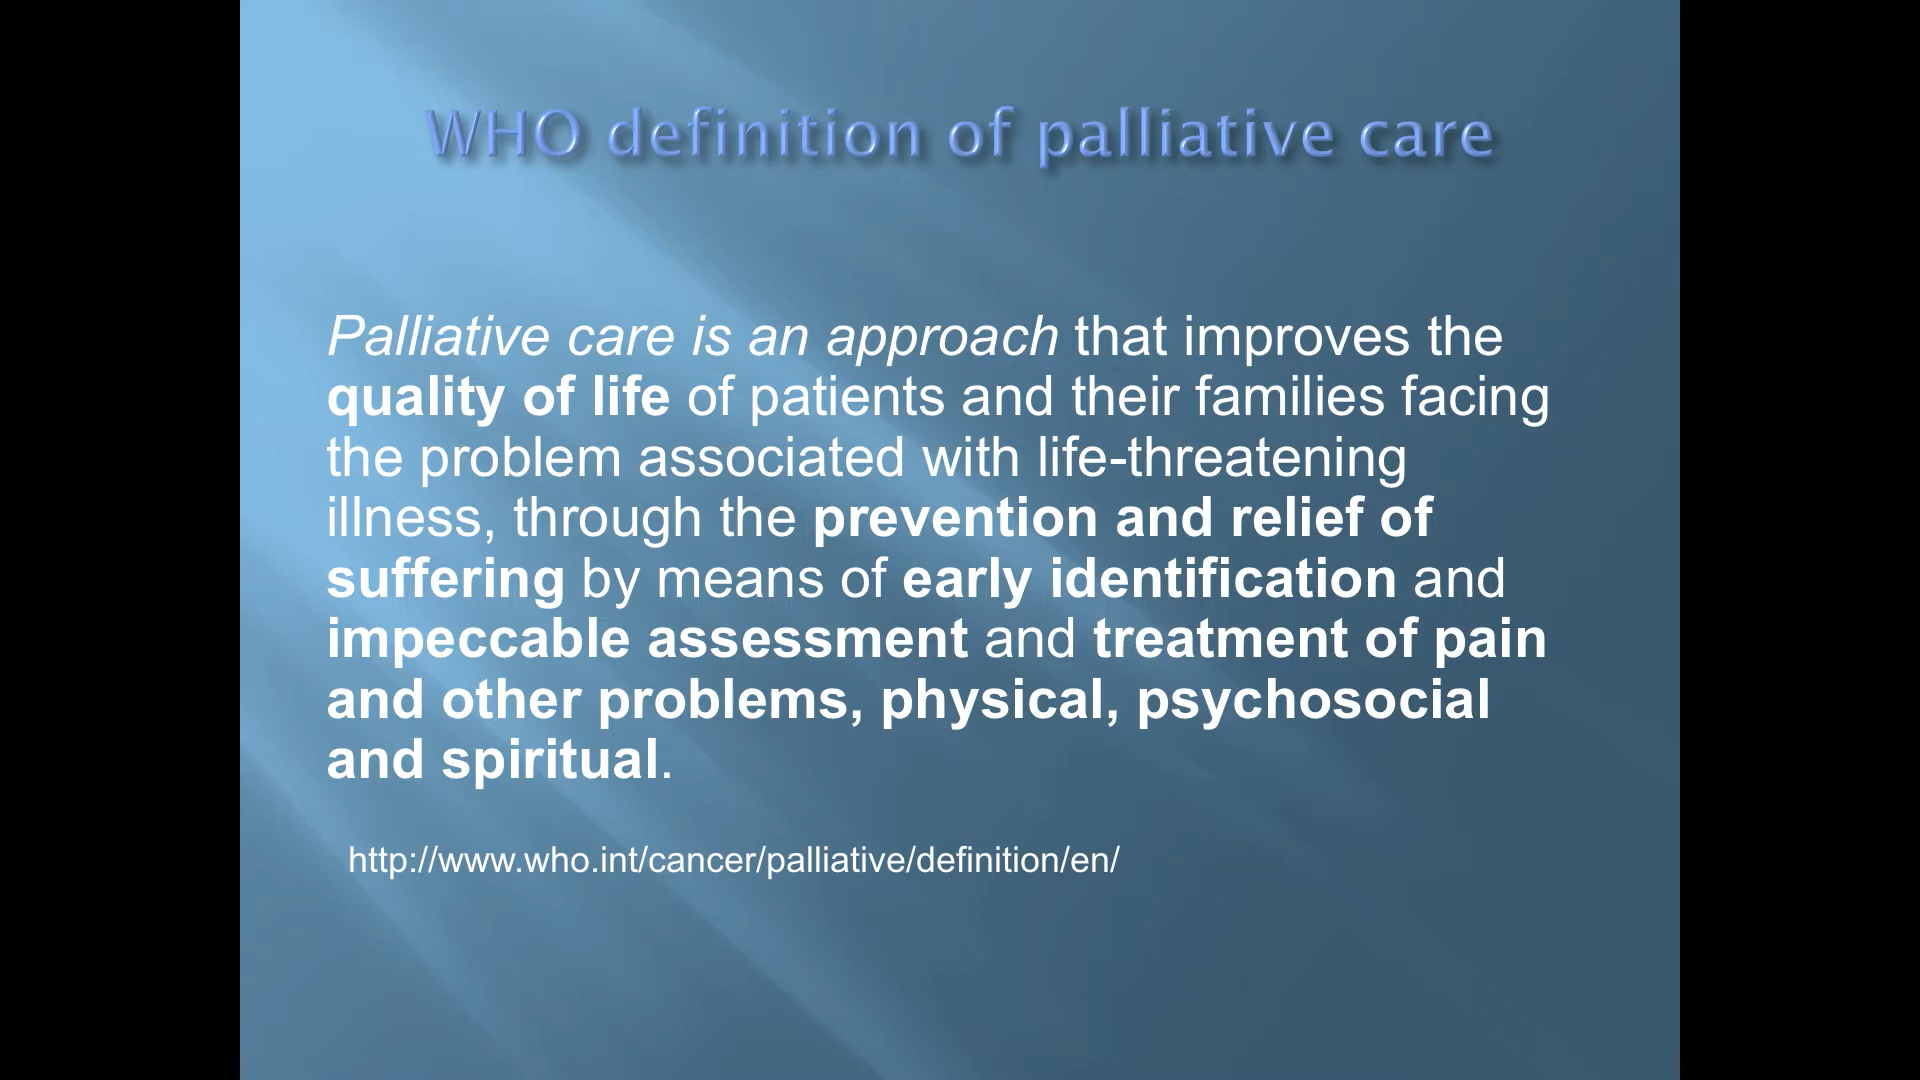 WHO definition of palliative care
Palliative care is an approach that improves the
quality of life of patients and their families facing
the problem associated with life-threatening
illness, through the prevention and relief of
suffering by means of early identification and
impeccable assessment and treatment of pain
and other problems, physical, psychosocial
and spiritual.
http://www.who.int/cancer/palliative/definition/en/